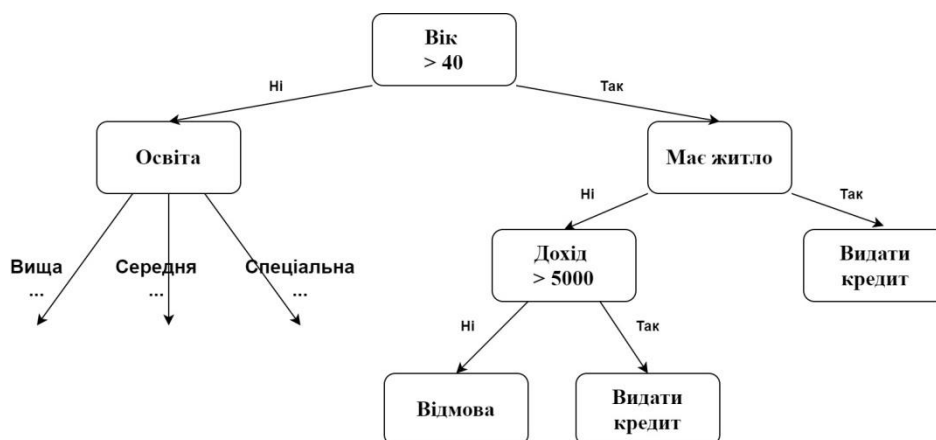 Вік
> 40
Ні
Так
Освіта
Має житло
Ні
Так
Вища
...
Середня
...
Спеціальна
...
Дохід
> 5000
Видати
кредит
Ні
Так
Відмова
Видати
кредит